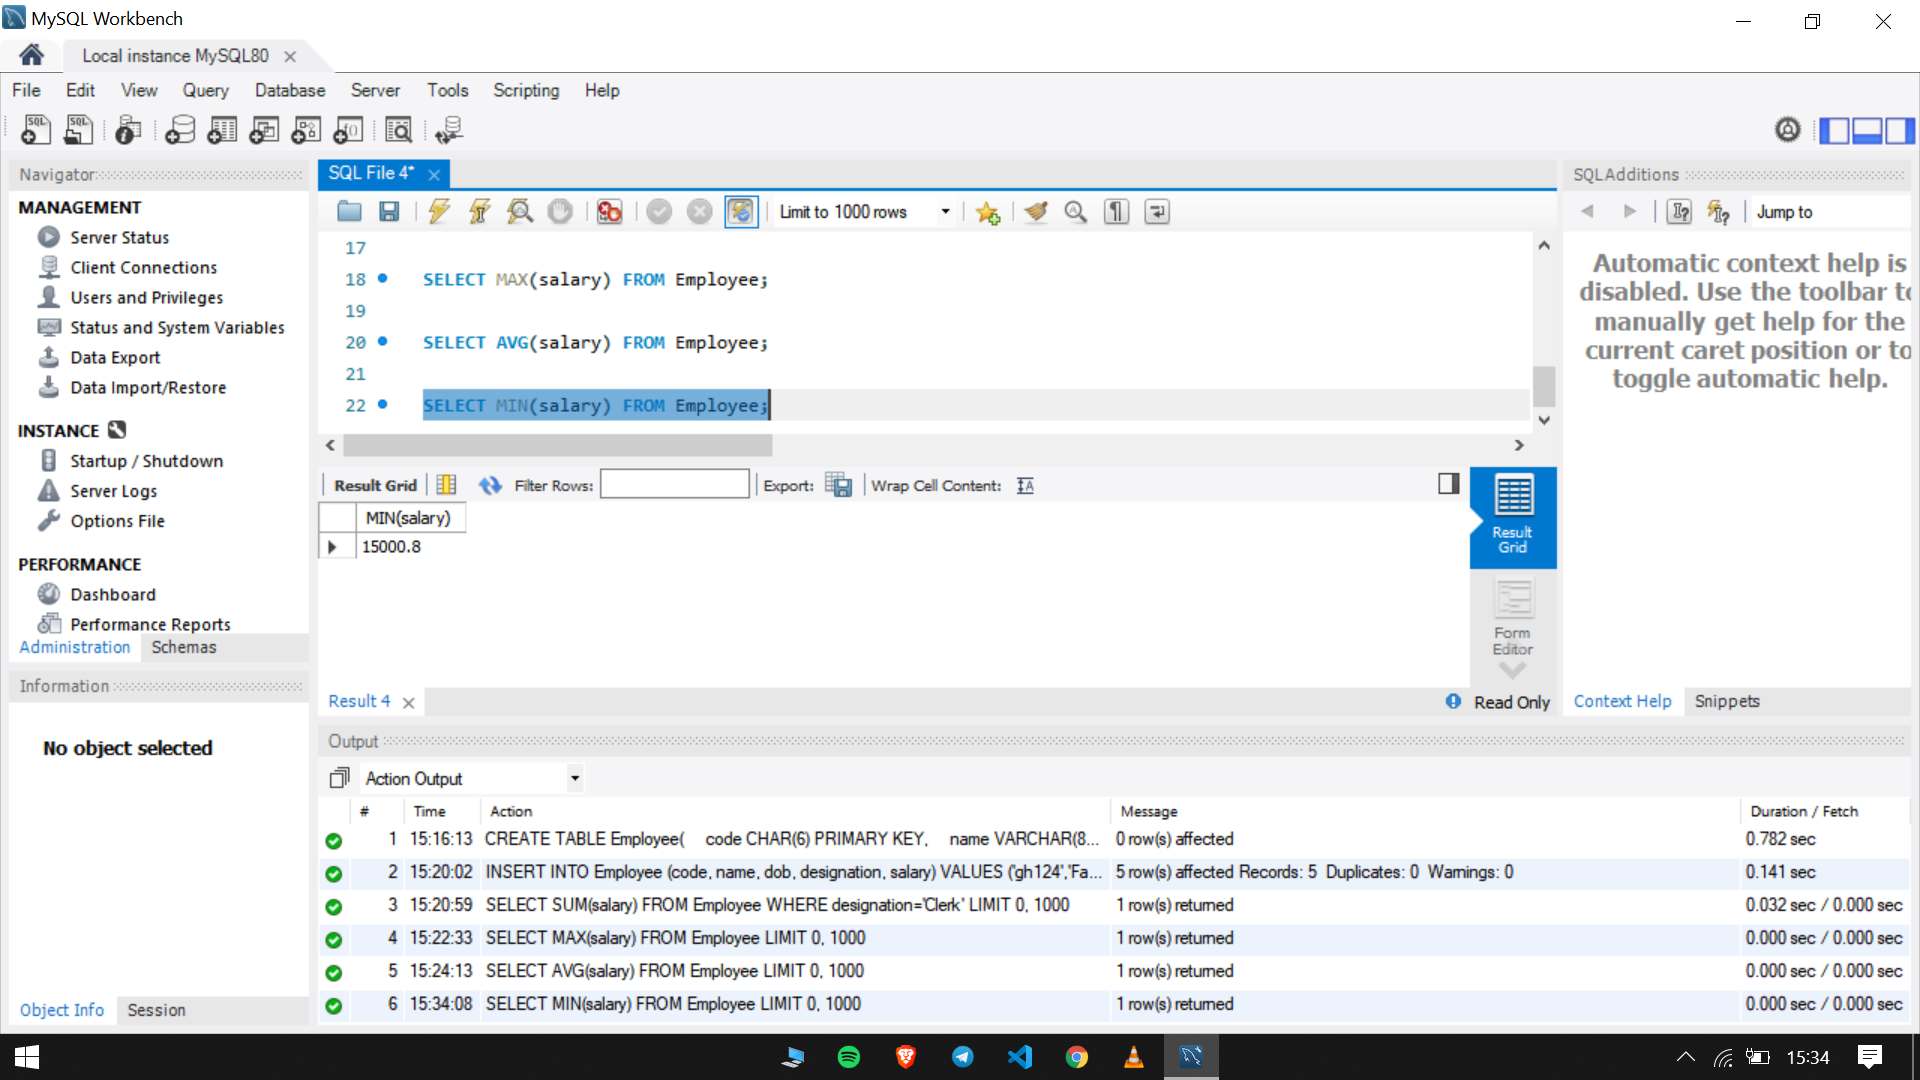 MySQL Workbench
Local instance MySQL80
File Edit View Query Database Server Tools Scripting Help
Navigator
MANAGEMENT
Server Status
Client Connections
Users and Privileges
Status and System Variables
Data Export
Data Import/Restore
INSTANCE
Startup / Shutdown
Server Logs
Options File
PERFORMANCE
Dashboard
Performance Reports
Administration Schemas
Information
No object selected
Object Info Session
SQL File 4*
Limit to 1000 rows
17
18 SELECT MAX(salary) FROM Employee;
19
20 SELECT AVG(salary) FROM Employee;
21
22 SELECT MIN(salary) FROM Employee;
Result Grid Filter Rows: Export: Wrap Cell Content:
MIN(salary)
15000.8
Result Grid
Form Editor
Result 4 Read Only
SQLAdditions
Jump to
Automatic context help is
disabled. Use the toolbar to
manually get help for the
current caret position or to
toggle automatic help.
Context Help Snippets
Output
Action Output
# Time Action Message Duration / Fetch
1 15:16:13 CREATE TABLE Employee( code CHAR(6) PRIMARY KEY, name VARCHAR(8... 0 row(s) affected 0.782 sec
2 15:20:02 INSERT INTO Employee (code, name, dob, designation, salary) VALUES ('gh124','Fa... 5 row(s) affected Records: 5 Duplicates: 0 Warnings: 0 0.141 sec
3 15:20:59 SELECT SUM(salary) FROM Employee WHERE designation='Clerk' LIMIT 0, 1000 1 row(s) returned 0.032 sec / 0.000 sec
4 15:22:33 SELECT MAX(salary) FROM Employee LIMIT 0, 1000 1 row(s) returned 0.000 sec / 0.000 sec
5 15:24:13 SELECT AVG(salary) FROM Employee LIMIT 0, 1000 1 row(s) returned 0.000 sec / 0.000 sec
6 15:34:08 SELECT MIN(salary) FROM Employee LIMIT 0, 1000 1 row(s) returned 0.000 sec / 0.000 sec
15:34